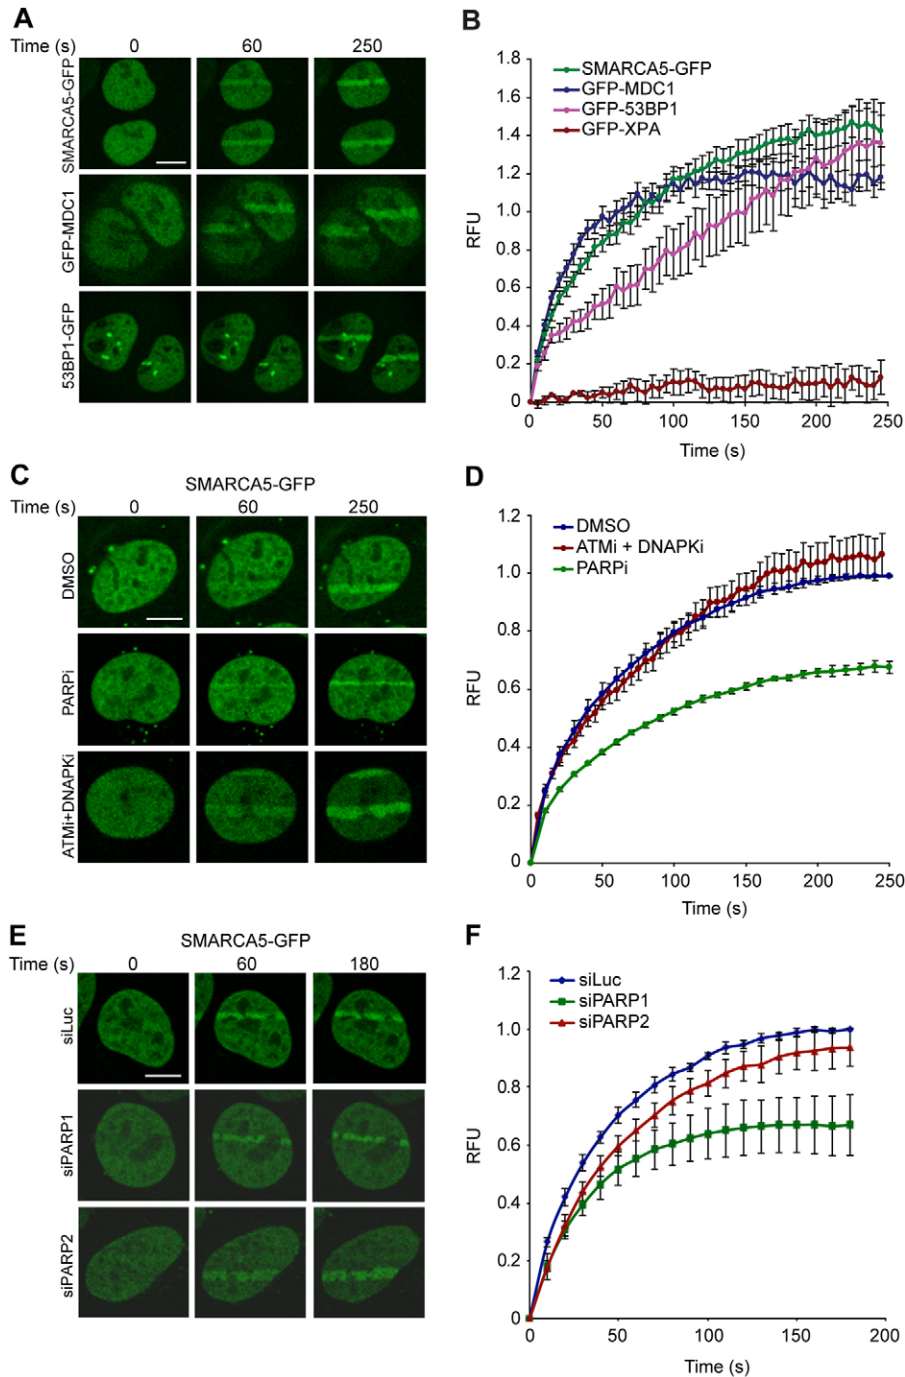 A
Time (s) 0 60 250
SMARCA5-GFP
GFP-MDC1
53BP1-GFP
B
1.8
1.6
1.4
1.2
1.0
0.8
0.6
0.4
0.2
0
RFU
SMARCA5-GFP
GFP-MDC1
GFP-53BP1
GFP-XPA
0 50 100 150 200 250
Time (s)
C
SMARCA5-GFP
Time (s) 0 60 250
DMSO
PARPi
ATMi+DNAPKi
D
1.2
1.0
0.8
0.6
0.4
0.2
0
RFU
DMSO
ATMi + DNAPKi
PARPi
0 50 100 150 200 250
Time (s)
E
SMARCA5-GFP
Time (s) 0 60 180
siLuc
siPARP1
siPARP2
F
1.2
1.0
0.8
0.6
0.4
0.2
0
RFU
siLuc
siPARP1
siPARP2
0 50 100 150 200
Time (s)